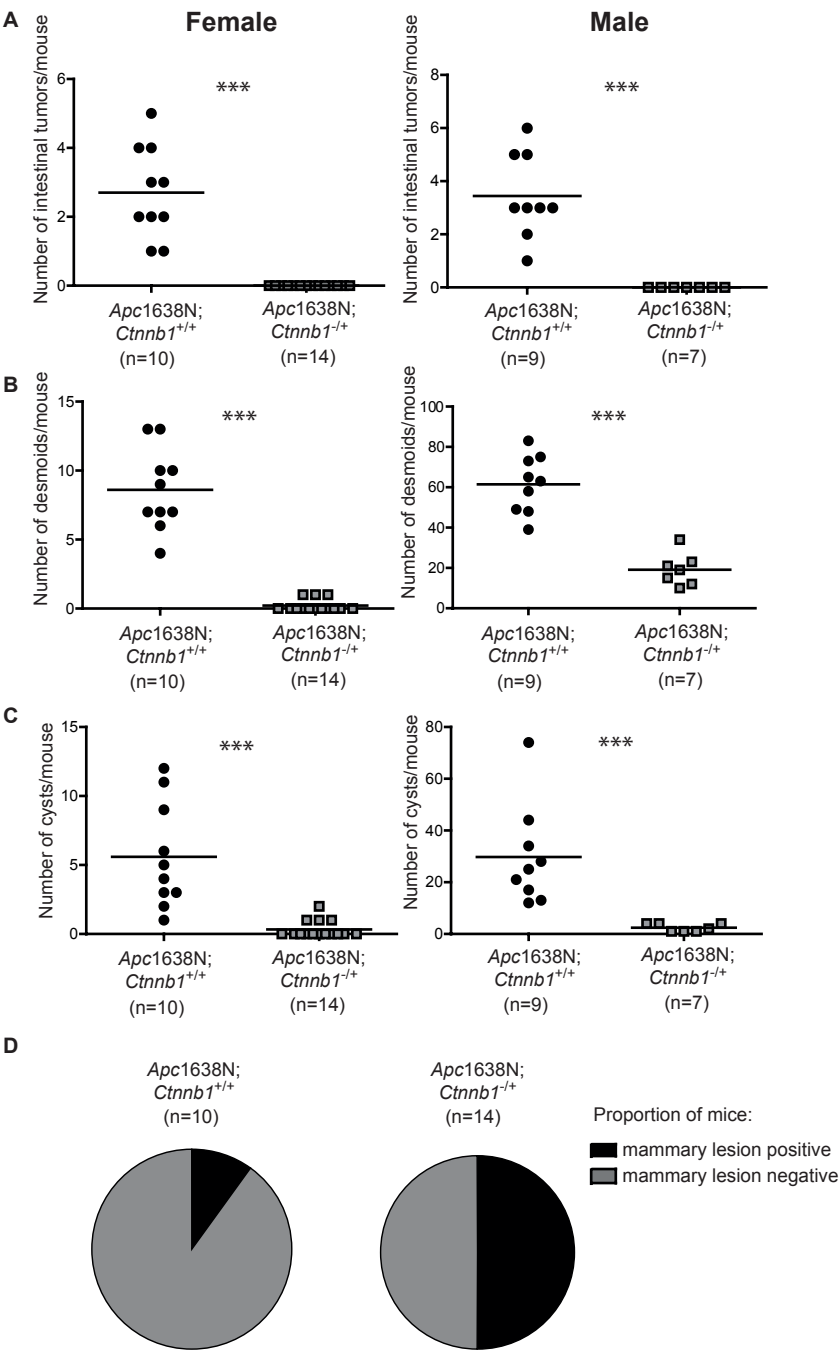 A
Female
Male
Number of intestinal tumors/mouse
6
4
2
0
***
Apc1638N;
Ctnnb1+/+
(n=10)
Apc1638N;
Ctnnb1-/+
(n=14)
Number of intestinal tumors/mouse
8
6
4
2
0
***
Apc1638N;
Ctnnb1+/+
(n=9)
Apc1638N;
Ctnnb1-/+
(n=7)
B
Number of desmoids/mouse
15
10
5
0
***
Apc1638N;
Ctnnb1+/+
(n=10)
Apc1638N;
Ctnnb1-/+
(n=14)
Number of desmoids/mouse
100
80
60
40
20
0
***
Apc1638N;
Ctnnb1+/+
(n=9)
Apc1638N;
Ctnnb1-/+
(n=7)
C
Number of cysts/mouse
15
10
5
0
***
Apc1638N;
Ctnnb1+/+
(n=10)
Apc1638N;
Ctnnb1-/+
(n=14)
Number of cysts/mouse
80
60
40
20
0
***
Apc1638N;
Ctnnb1+/+
(n=9)
Apc1638N;
Ctnnb1-/+
(n=7)
D
Apc1638N;
Ctnnb1+/+
(n=10)
Apc1638N;
Ctnnb1-/+
(n=14)
Proportion of mice:
mammary lesion positive
mammary lesion negative